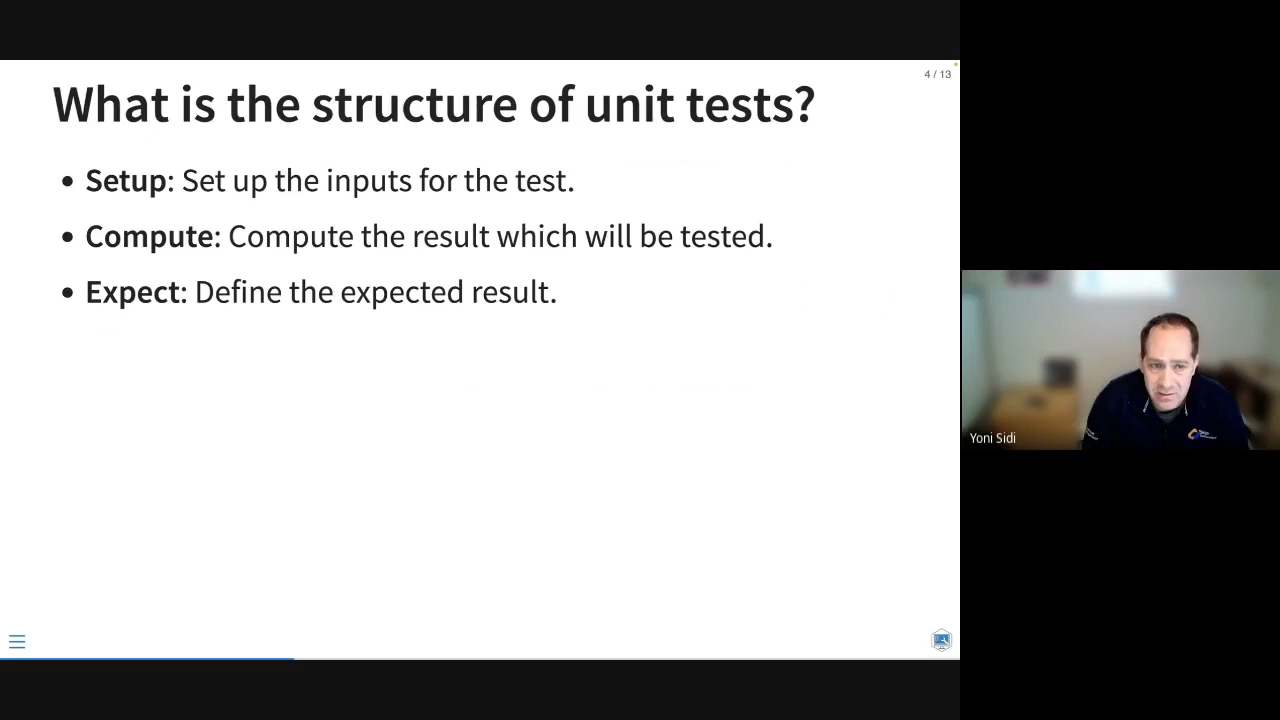 4 / 13
What is the structure of unit tests?
• Setup: Set up the inputs for the test.
• Compute: Compute the result which will be tested.
• Expect: Define the expected result.
Yoni Sidi